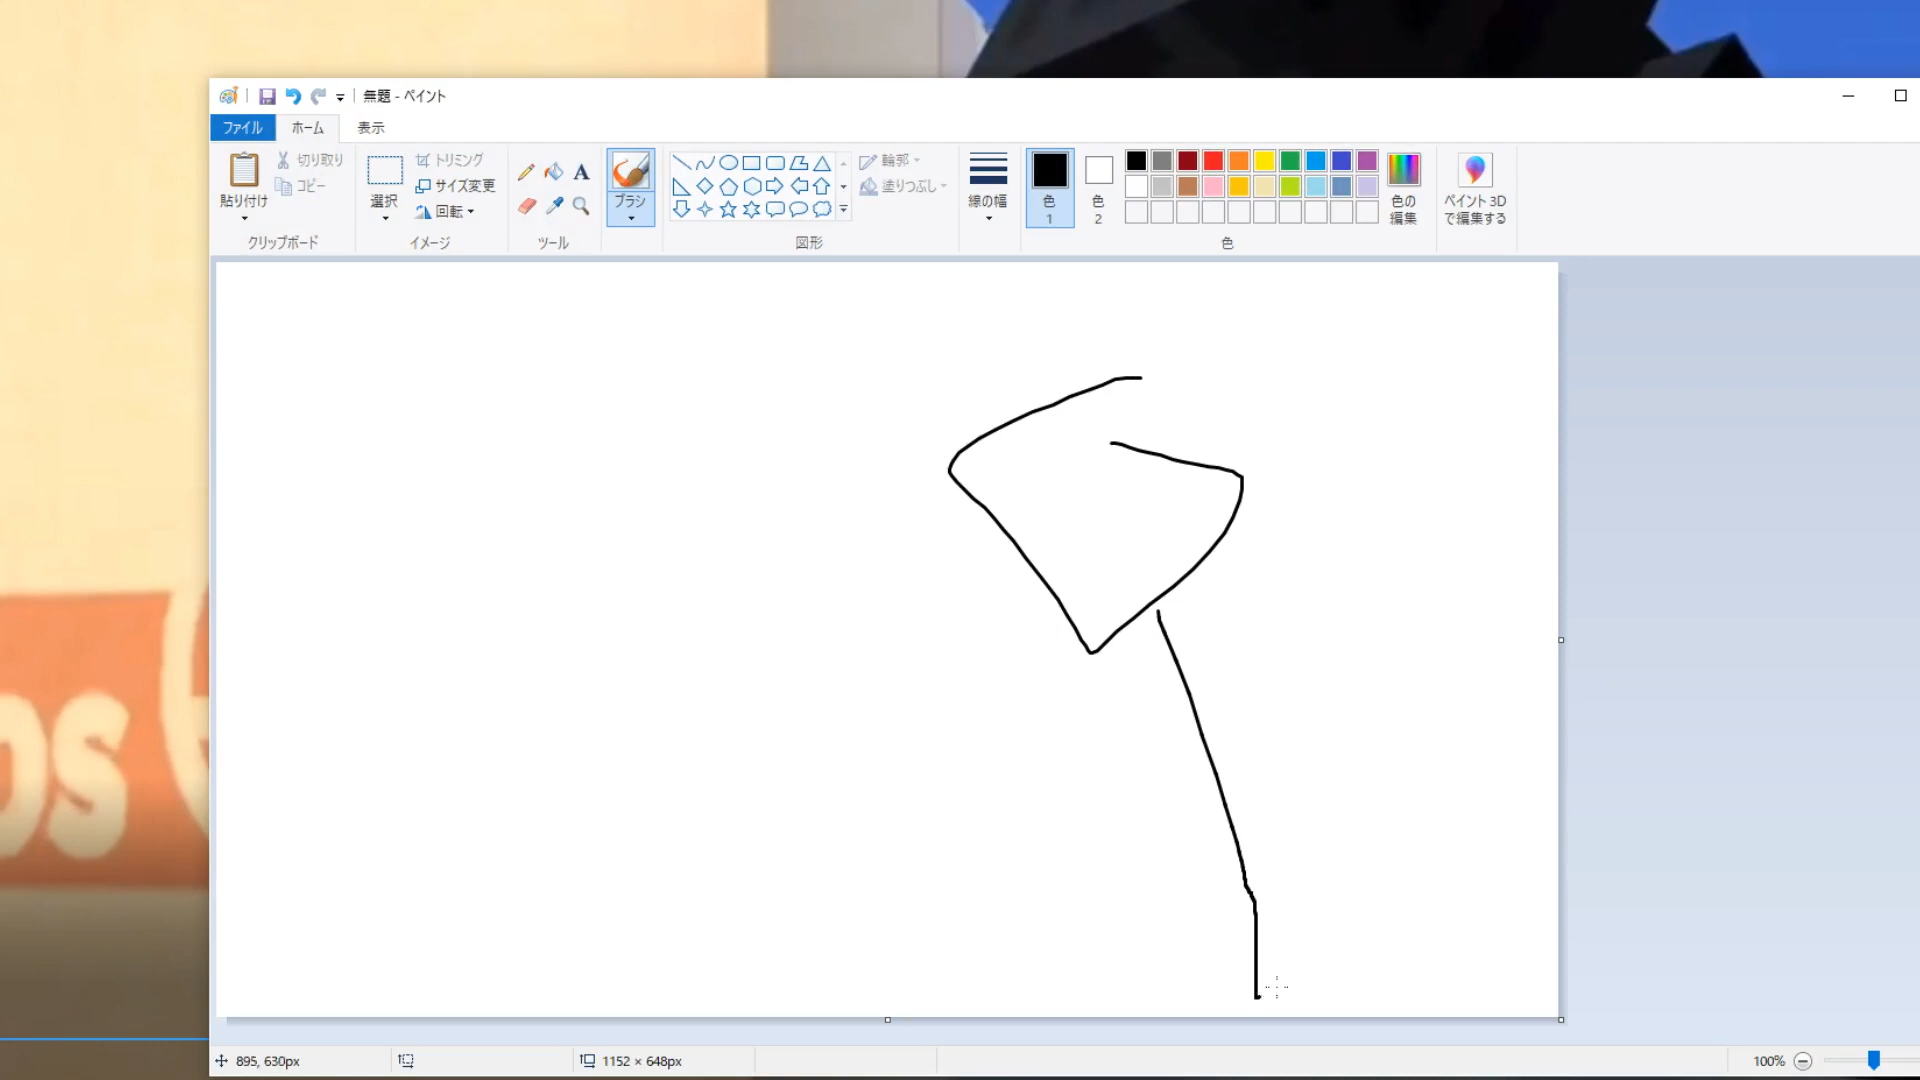 無題 - ペイント
ファイル ホーム 表示
切り取り トリミング 輪郭
コピー サイズ変更 塗りつぶし
貼り付け 選択 回転 ブラシ 線の幅 色 1 色 2 色の編集 ペイント 3D で編集する
クリップボード イメージ ツール 図形 色
os
895, 630px 1152 × 648px 100%